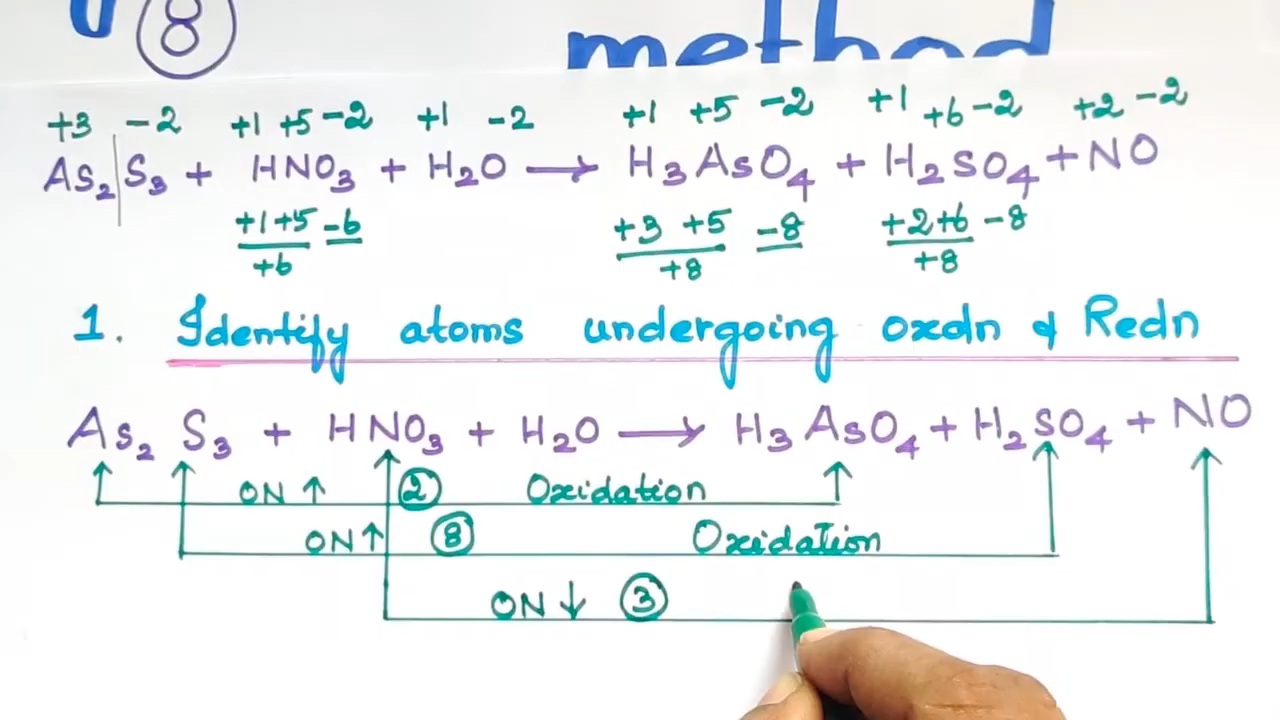 8 method
+3 -2 +1 +5 -2 +1 -2 +1 +5 -2 +1 +6 -2 +2 -2
As₂ S₃ + HNO₃ + H₂O → H₃AsO₄ + H₂SO₄ + NO
+1+5 -6 +3 +5 -8 +2+6 -8
+6 +8 +8
1. Identify atoms undergoing oxdn & Redn
As₂ S₃ + HNO₃ + H₂O → H₃AsO₄ + H₂SO₄ + NO
ON ↑ 2 Oxidation
ON ↑ 8 Oxidation
ON ↓ 3